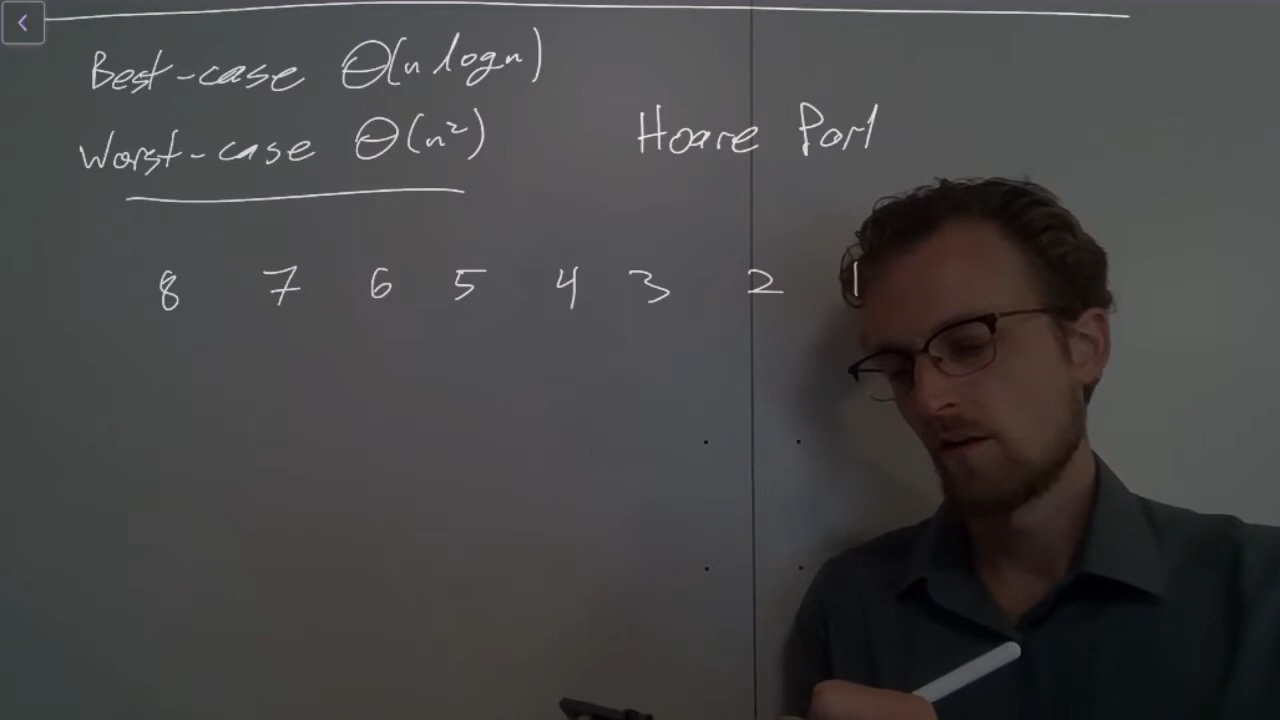 Best-case Θ(n log n)
Worst-case Θ(n²)
Hoare Part
8 7 6 5 4 3 2 1